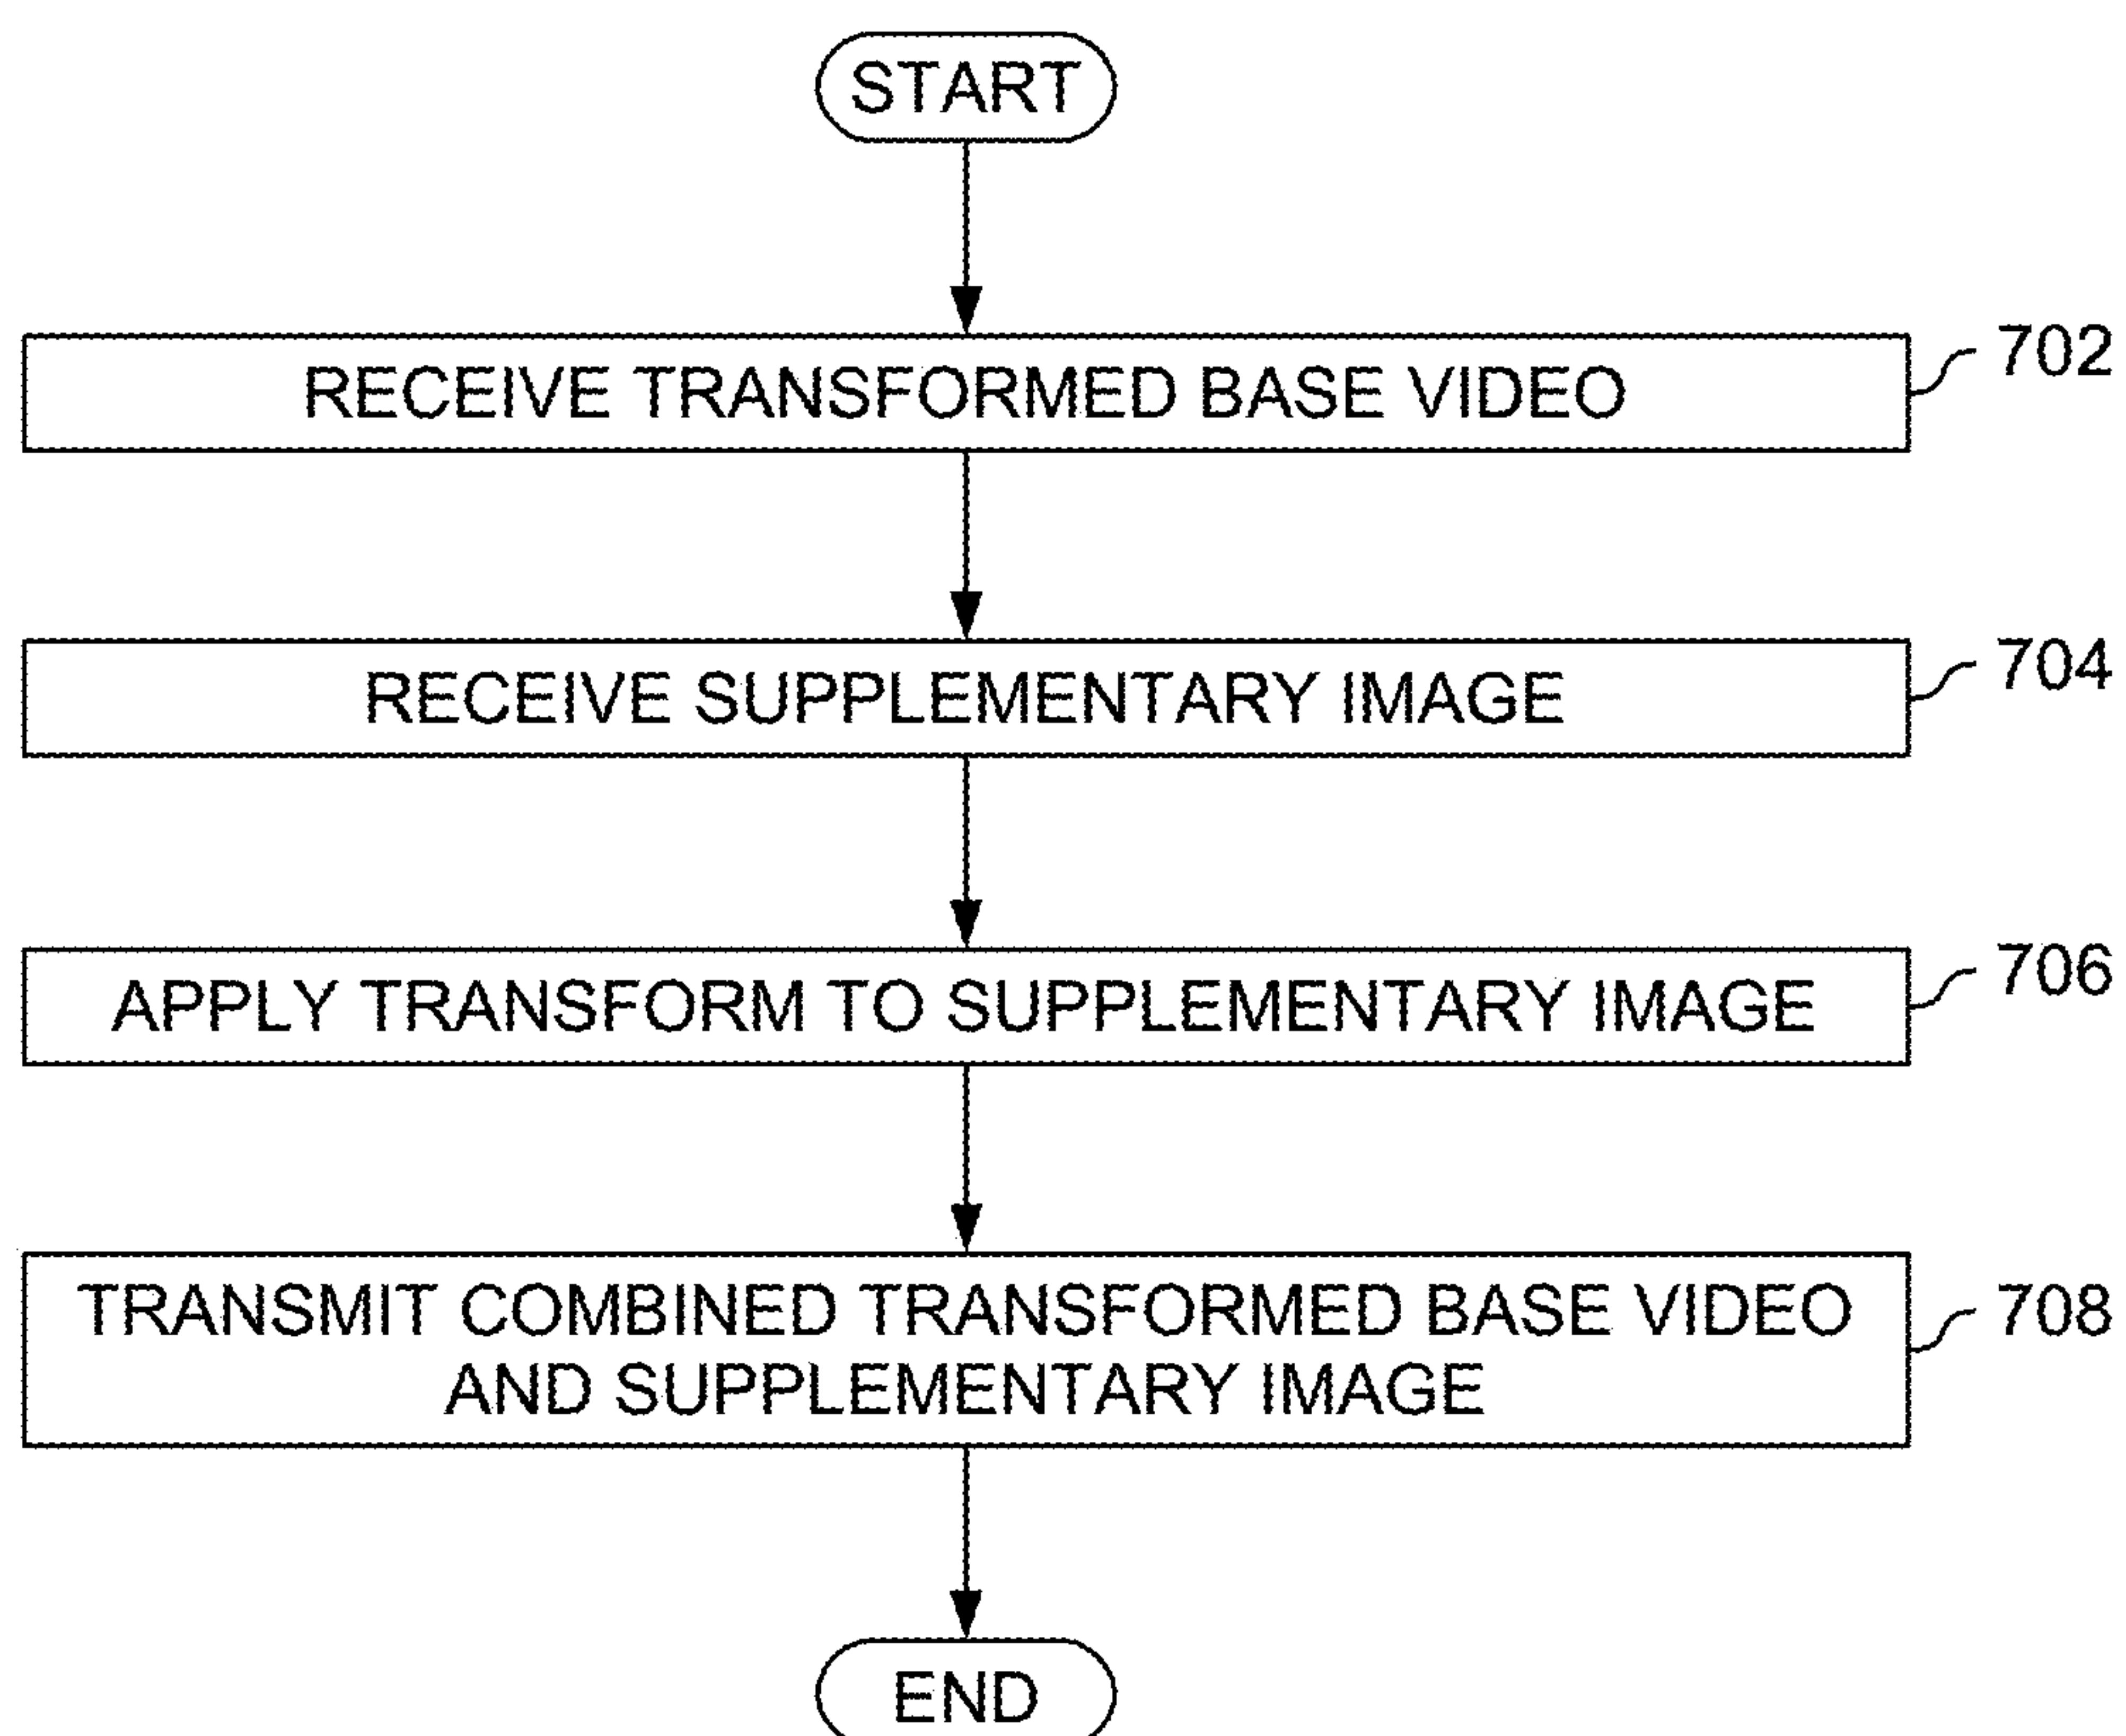 START
RECEIVE TRANSFORMED BASE VIDEO
702
RECEIVE SUPPLEMENTARY IMAGE
704
APPLY TRANSFORM TO SUPPLEMENTARY IMAGE
706
TRANSMIT COMBINED TRANSFORMED BASE VIDEO
AND SUPPLEMENTARY IMAGE
708
END